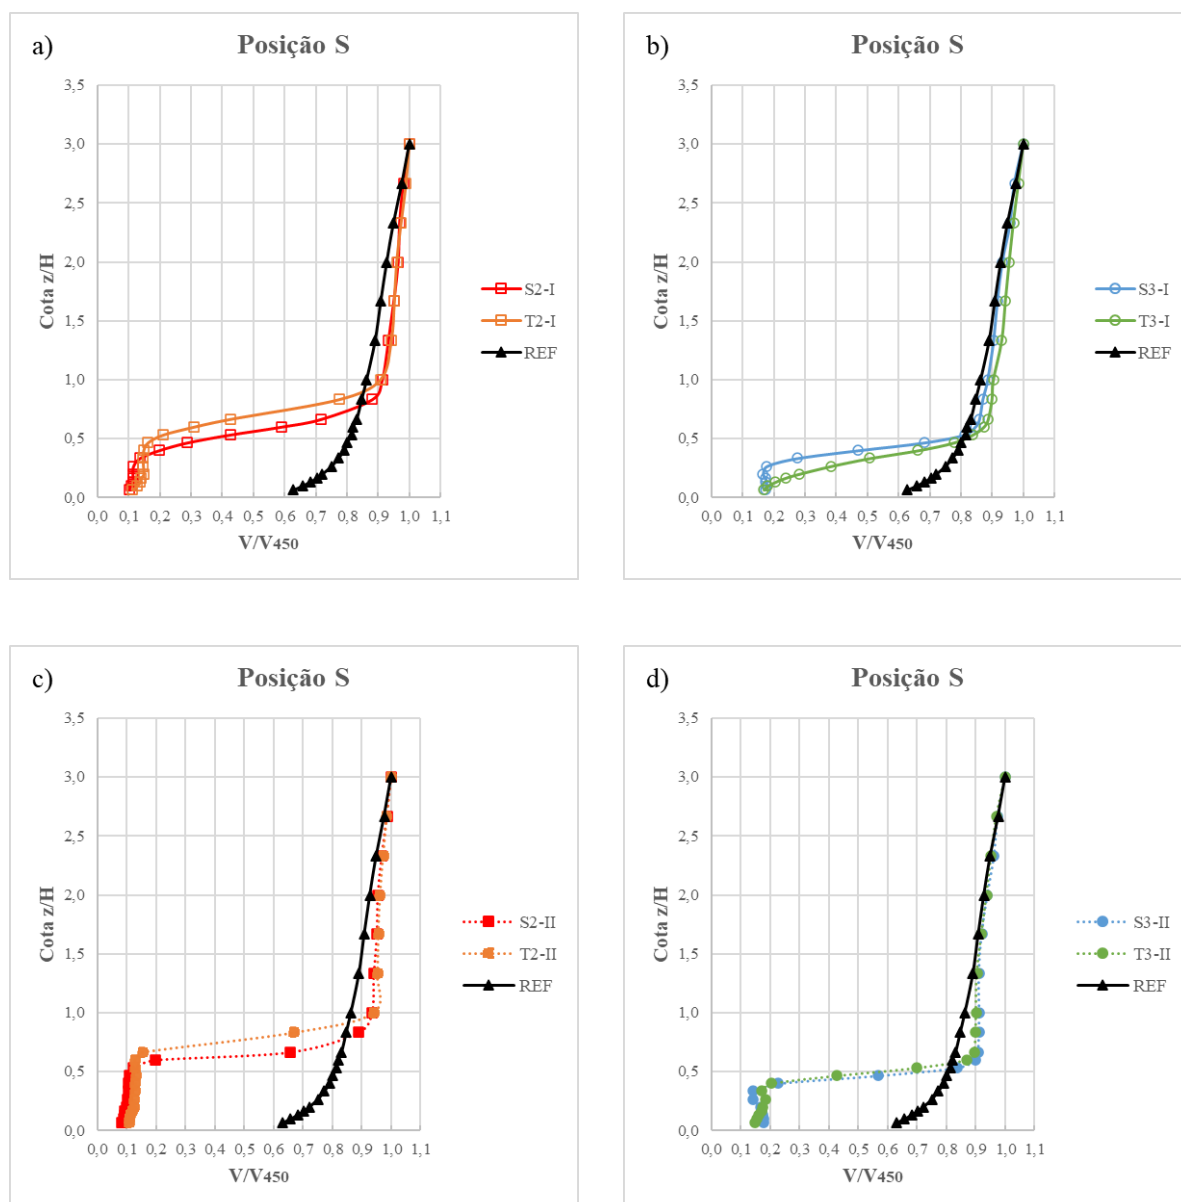 a)
Posição S
Cota z/H
3,5
3,0
2,5
2,0
1,5
1,0
0,5
0,0
0,0 0,1 0,2 0,3 0,4 0,5 0,6 0,7 0,8 0,9 1,0 1,1
V/V450
S2-I
T2-I
REF
b)
Posição S
Cota z/H
3,5
3,0
2,5
2,0
1,5
1,0
0,5
0,0
0,0 0,1 0,2 0,3 0,4 0,5 0,6 0,7 0,8 0,9 1,0 1,1
V/V450
S3-I
T3-I
REF
c)
Posição S
Cota z/H
3,5
3,0
2,5
2,0
1,5
1,0
0,5
0,0
0,0 0,1 0,2 0,3 0,4 0,5 0,6 0,7 0,8 0,9 1,0 1,1
V/V450
S2-II
T2-II
REF
d)
Posição S
Cota z/H
3,5
3,0
2,5
2,0
1,5
1,0
0,5
0,0
0,0 0,1 0,2 0,3 0,4 0,5 0,6 0,7 0,8 0,9 1,0 1,1
V/V450
S3-II
T3-II
REF